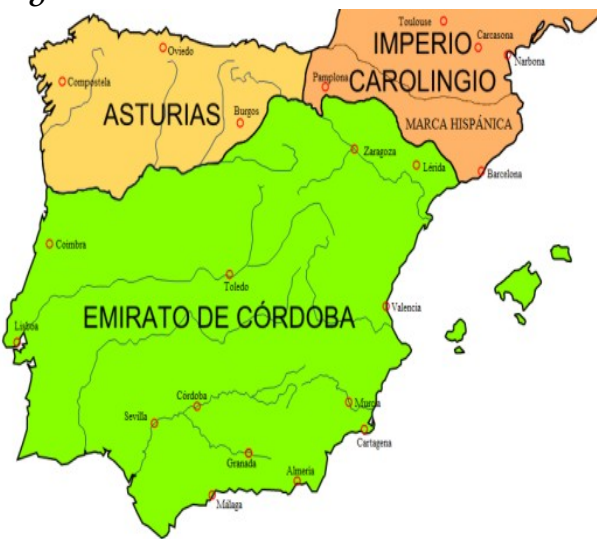 Toulouse
IMPERIO
Carcasona
Oviedo
Narbona
CAROLINGIO
Compostela
Pamplona
ASTURIAS
Burgos
MARCA HISPÁNICA
Zaragoza
Lérida
Barcelona
Coimbra
Toledo
Valencia
EMIRATO DE CÓRDOBA
Lisboa
Córdoba
Murcia
Sevilla
Cartagena
Granada
Almería
Málaga